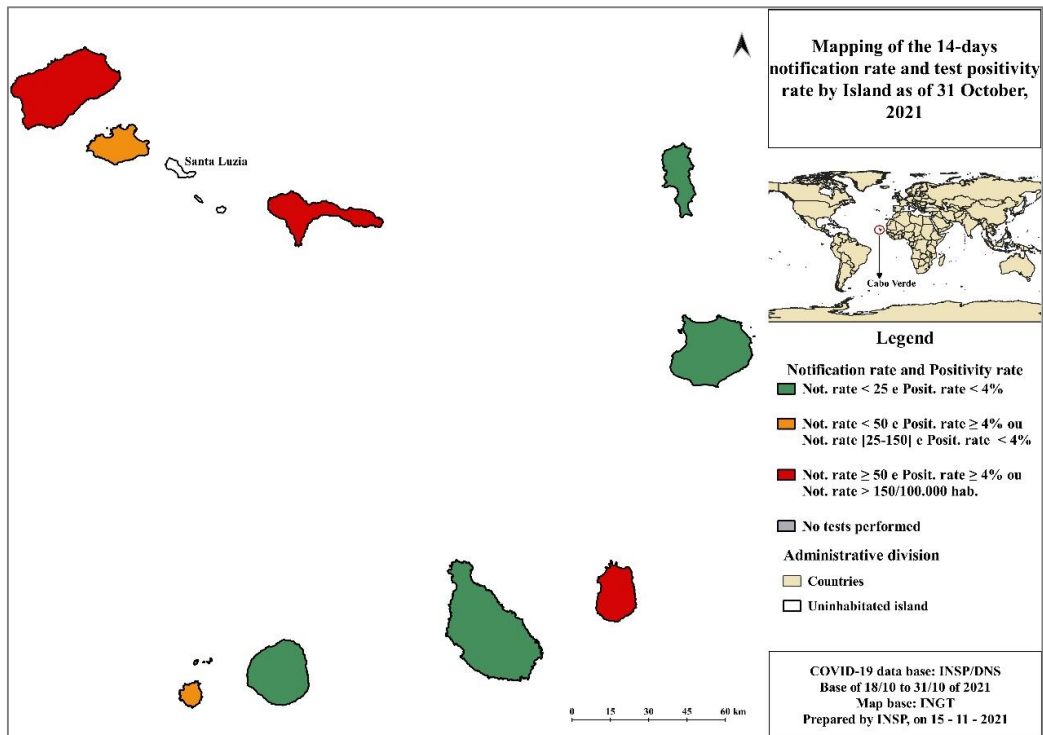 Mapping of the 14-days
notification rate and test positivity
rate by Island as of 31 October,
2021
Santa Luzia
Cabo Verde
Legend
Notification rate and Positivity rate
Not. rate < 25 e Posit. rate < 4%
Not. rate < 50 e Posit. rate ≥ 4% ou
Not. rate [25-150] e Posit. rate < 4%
Not. rate ≥ 50 e Posit. rate ≥ 4% ou
Not. rate > 150/100.000 hab.
No tests performed
Administrative division
Countries
Uninhabitated island
0 15 30 60 km
COVID-19 data base: INSP/DNS
Base of 18/10 to 31/10 of 2021
Map base: INGT
Prepared by INSP, on 15 - 11 - 2021